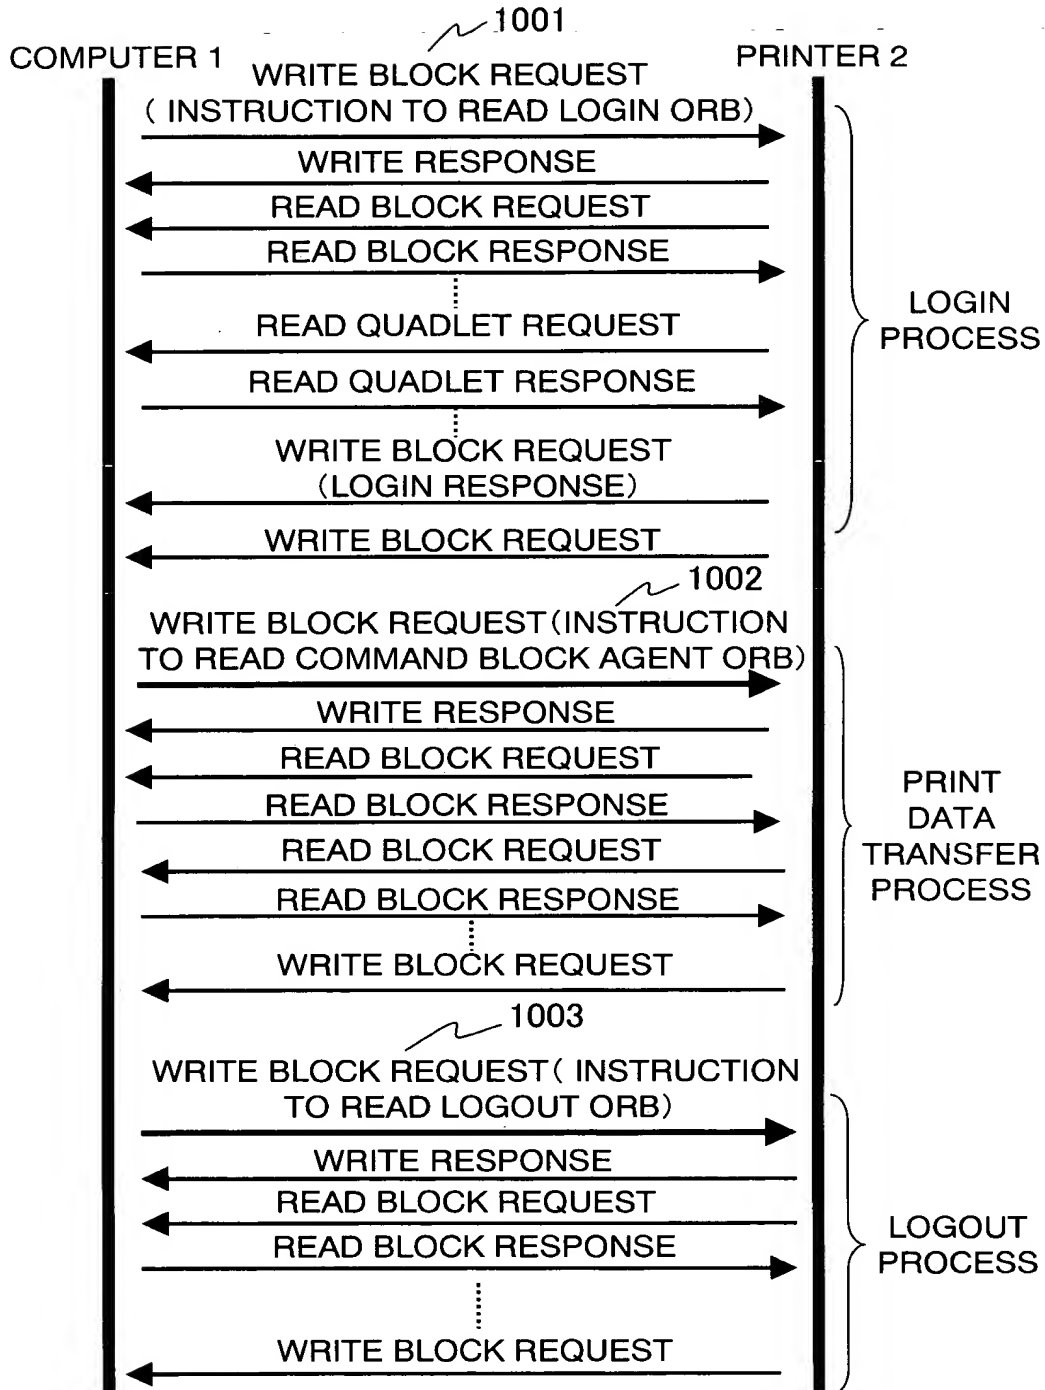 1001
COMPUTER 1
PRINTER 2
WRITE BLOCK REQUEST
( INSTRUCTION TO READ LOGIN ORB)
WRITE RESPONSE
READ BLOCK REQUEST
READ BLOCK RESPONSE
READ QUADLET REQUEST
READ QUADLET RESPONSE
WRITE BLOCK REQUEST
(LOGIN RESPONSE)
WRITE BLOCK REQUEST
LOGIN
PROCESS
1002
WRITE BLOCK REQUEST(INSTRUCTION
TO READ COMMAND BLOCK AGENT ORB)
WRITE RESPONSE
READ BLOCK REQUEST
READ BLOCK RESPONSE
READ BLOCK REQUEST
READ BLOCK RESPONSE
WRITE BLOCK REQUEST
PRINT
DATA
TRANSFER
PROCESS
1003
WRITE BLOCK REQUEST( INSTRUCTION
TO READ LOGOUT ORB)
WRITE RESPONSE
READ BLOCK REQUEST
READ BLOCK RESPONSE
WRITE BLOCK REQUEST
LOGOUT
PROCESS